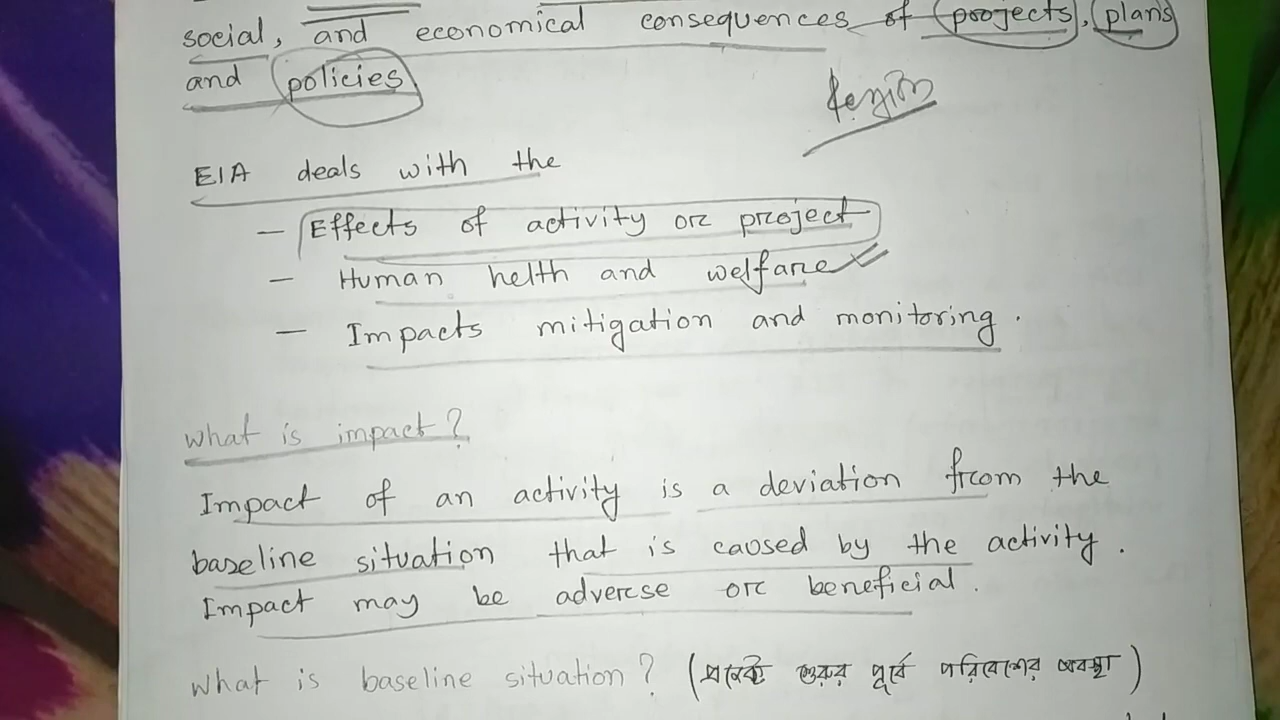 social, and economical consequences of projects, plans
and policies
Region
EIA deals with the
— Effects of activity or project
— Human helth and welfare
— Impacts mitigation and monitoring.
What is impact?
Impact of an activity is a deviation from the
baseline situation that is caused by the activity.
Impact may be adverse or beneficial.
What is baseline situation? (প্রজেক্ট শুরুর পূর্বে পরিবেশের অবস্থা)